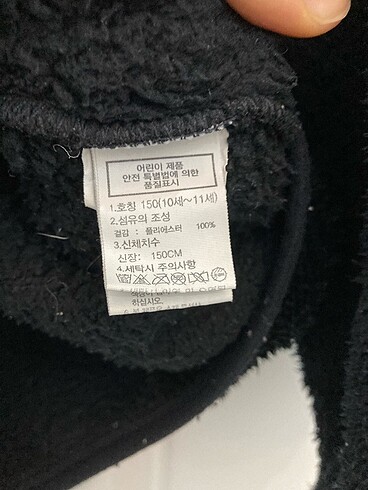 어린이 제품
안전 특별법에 의한
품질표시
1.호칭 150(10세~11세)
2.섬유의 조성
겉감 : 폴리에스터 100%
3.신체치수
신장: 150CM
4.세탁시 주의사항
하십시오.